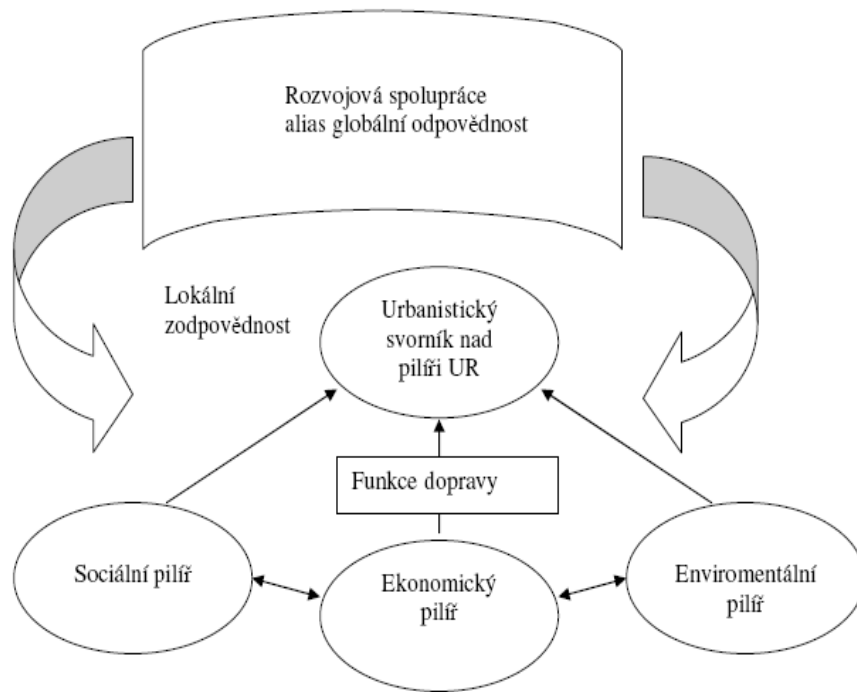 Rozvojová spolupráce
alias globální odpovědnost
Lokální
zodpovědnost
Urbanistický
svorník nad
pilíři UR
Funkce dopravy
Sociální pilíř
Ekonomický
pilíř
Enviromentální
pilíř